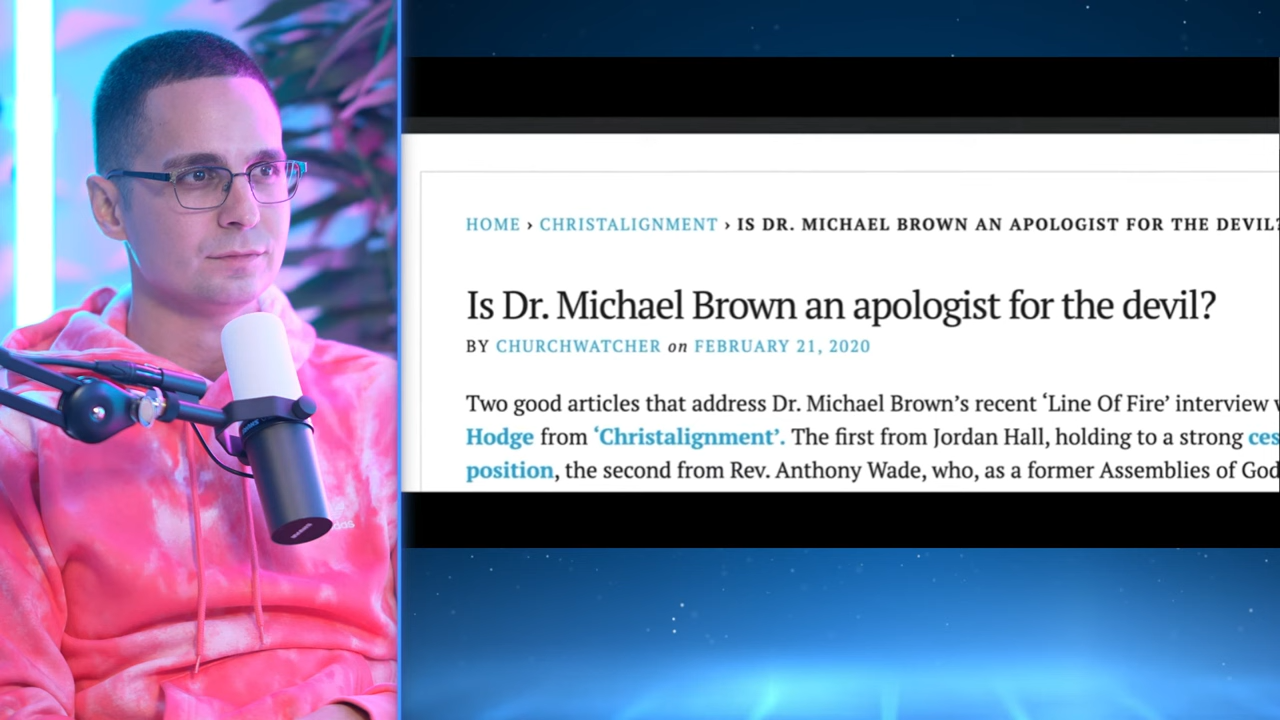 HOME › CHRISTALIGNMENT › IS DR. MICHAEL BROWN AN APOLOGIST FOR THE DEVIL?
Is Dr. Michael Brown an apologist for the devil?
BY CHURCHWATCHER on FEBRUARY 21, 2020
Two good articles that address Dr. Michael Brown’s recent ‘Line Of Fire’ interview
Hodge from ‘Christalignment’. The first from Jordan Hall, holding to a strong
position, the second from Rev. Anthony Wade, who, as a former Assemblies of God